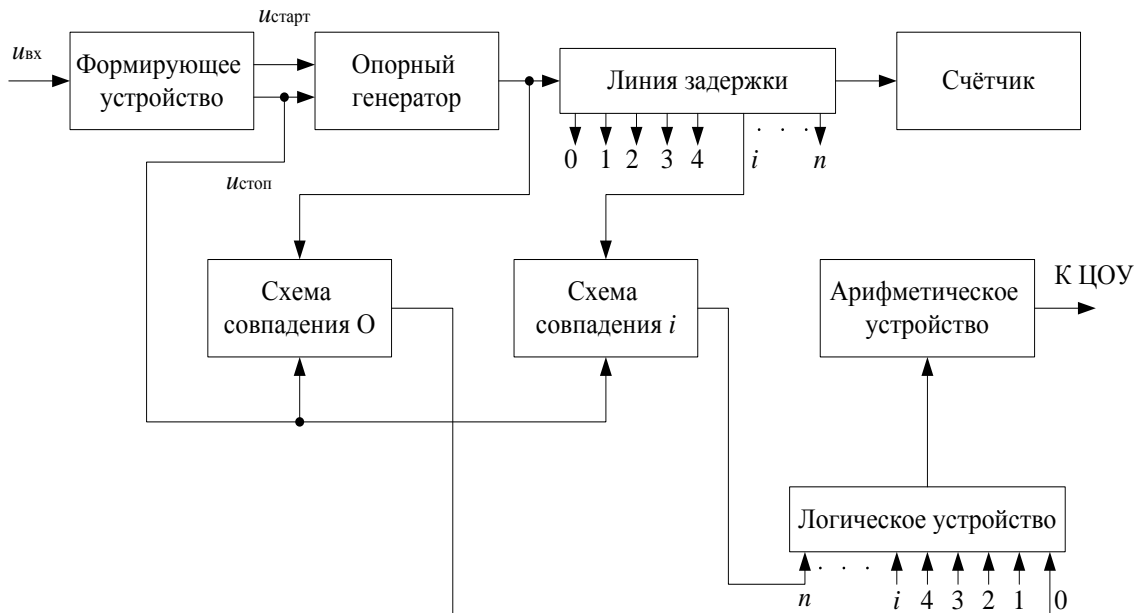 uстарт
uвх
Формирующее
устройство
Опорный
генератор
Линия задержки
Счётчик
0 1 2 3 4 i . . . n
uстоп
Схема
совпадения О
Схема
совпадения i
Арифметическое
устройство
К ЦОУ
Логическое устройство
n . . . i 4 3 2 1 0